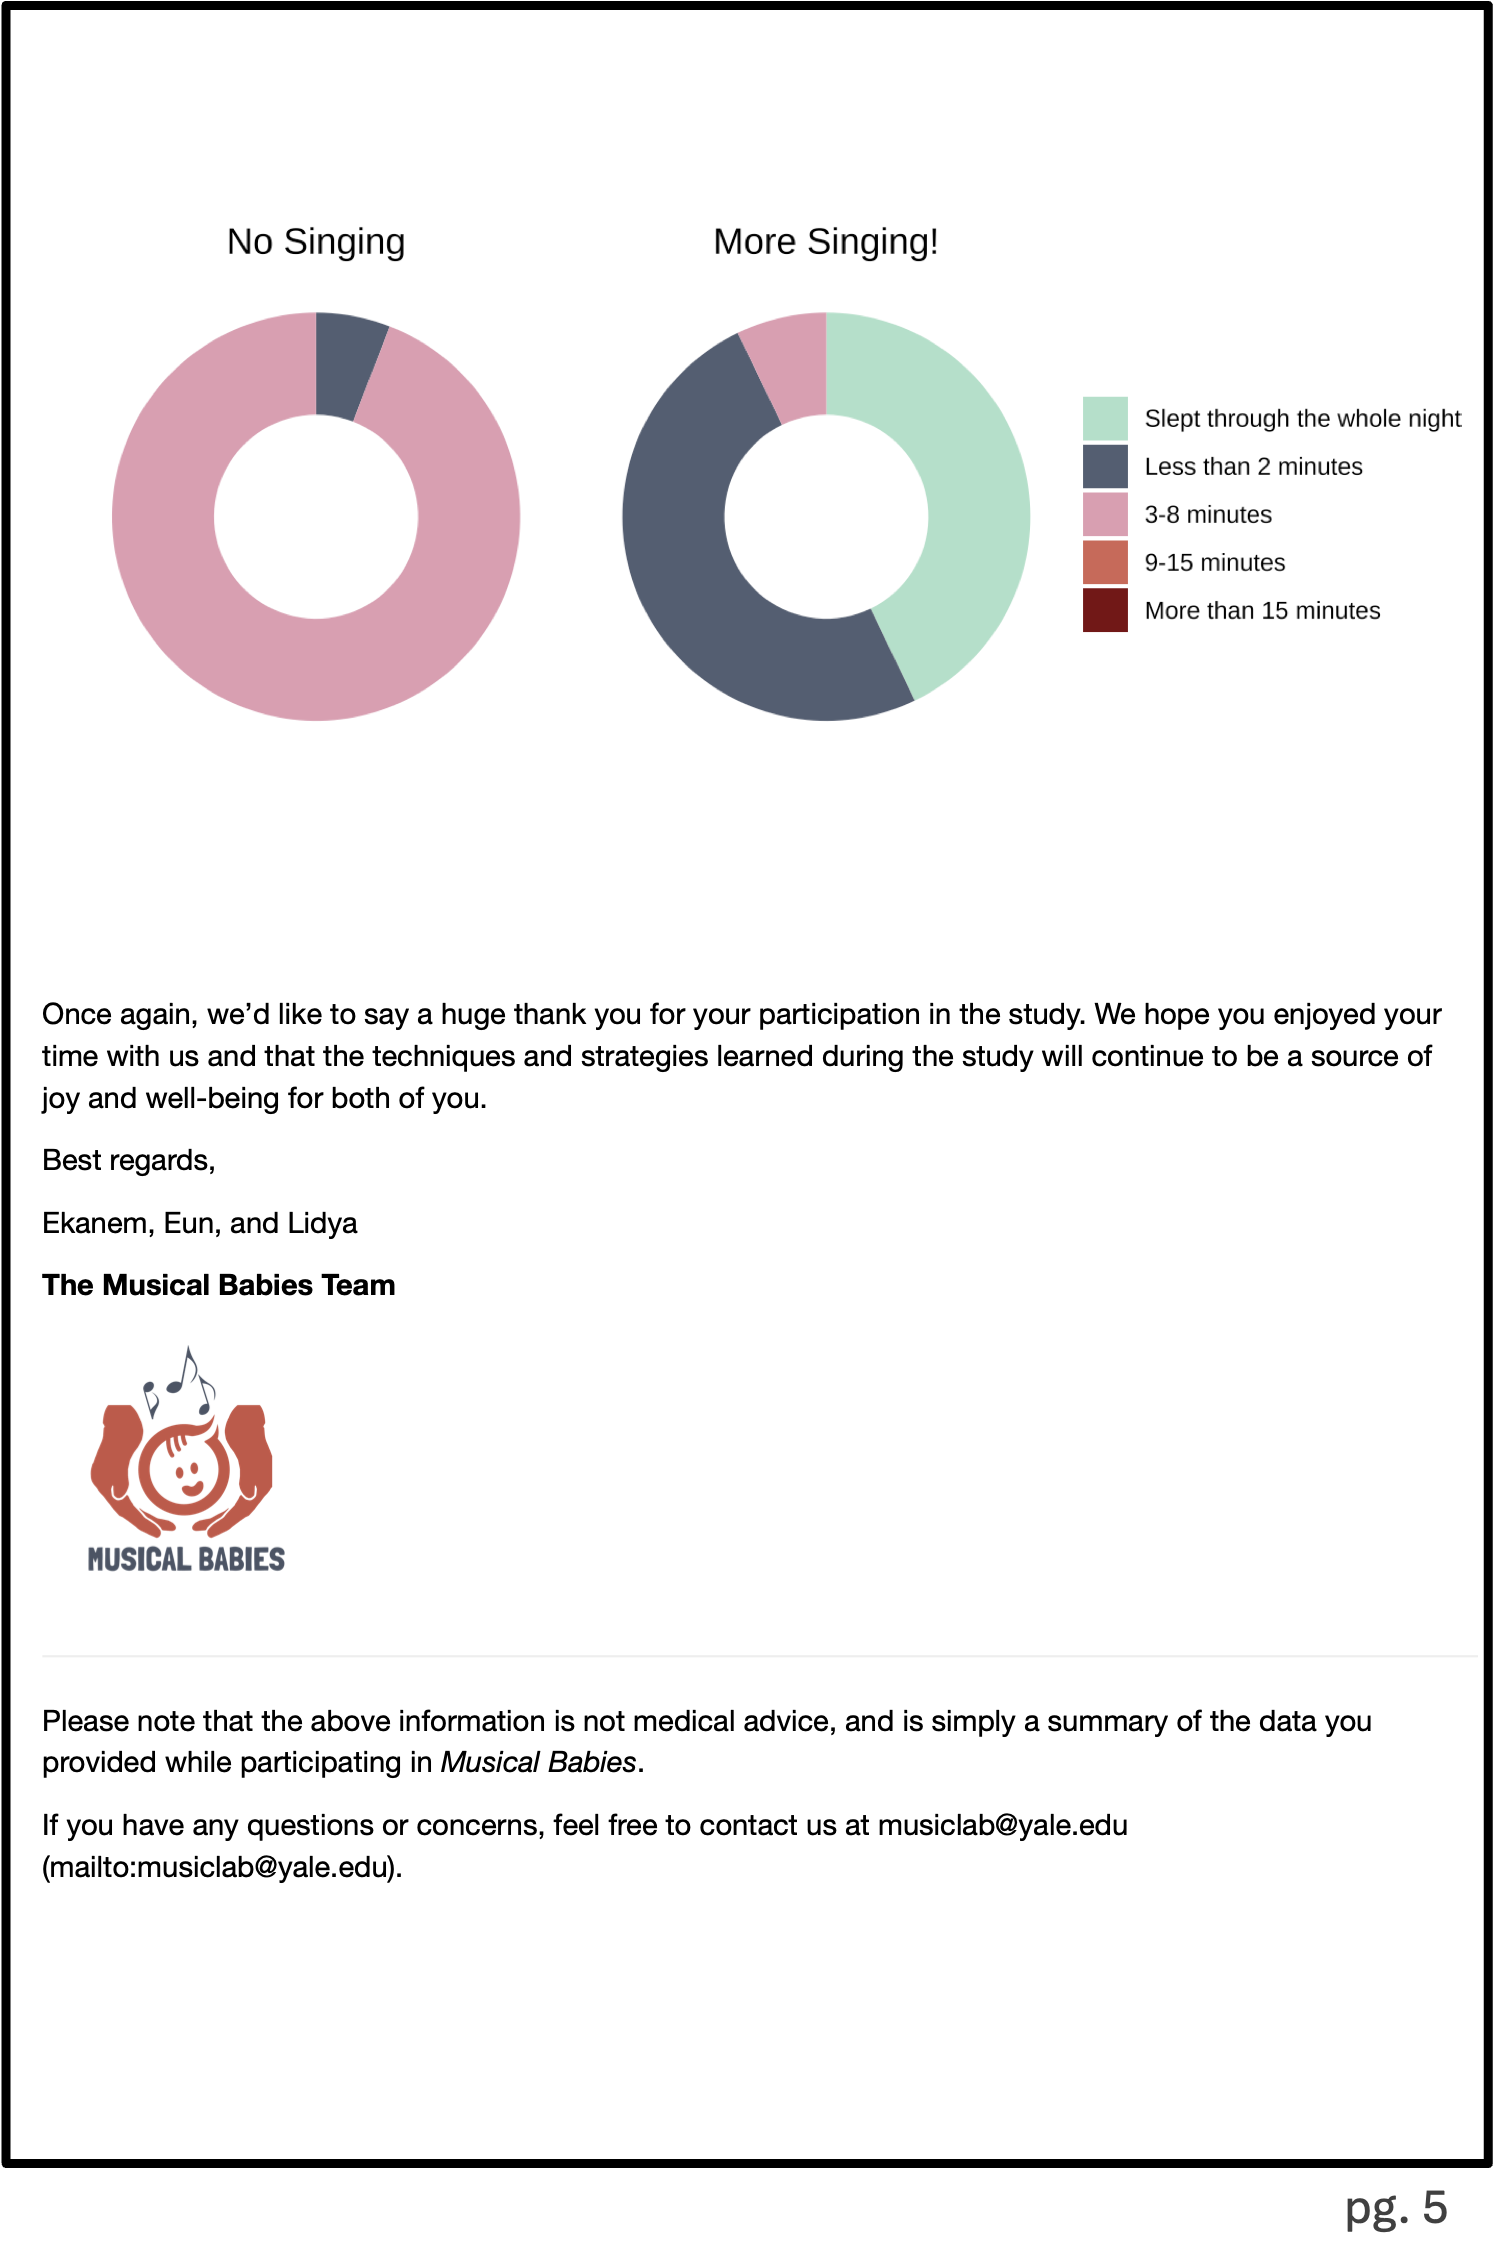 No Singing
More Singing!
Slept through the whole night
Less than 2 minutes
3-8 minutes
9-15 minutes
More than 15 minutes
Once again, we’d like to say a huge thank you for your participation in the study. We hope you enjoyed your
time with us and that the techniques and strategies learned during the study will continue to be a source of
joy and well-being for both of you.
Best regards,
Ekanem, Eun, and Lidya
The Musical Babies Team
MUSICAL BABIES
Please note that the above information is not medical advice, and is simply a summary of the data you
provided while participating in Musical Babies.
If you have any questions or concerns, feel free to contact us at musiclab@yale.edu
(mailto:musiclab@yale.edu).
pg. 5